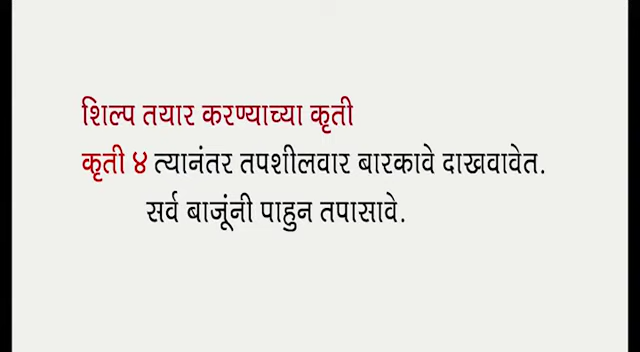 शिल्प तयार करण्याच्या कृती
कृती ४ त्यानंतर तपशीलवार बारकावे दाखवावेत.
सर्व बाजूंनी पाहुन तपासावे.